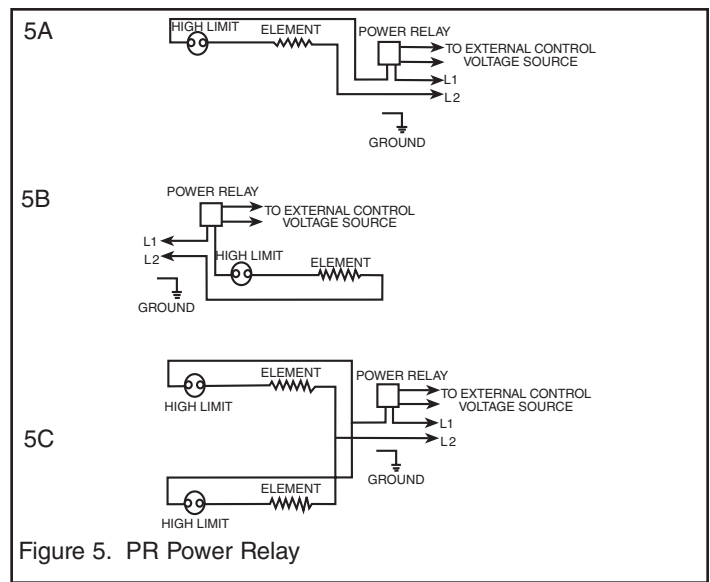 5A
HIGH LIMIT
ELEMENT
POWER RELAY
TO EXTERNAL CONTROL
VOLTAGE SOURCE
L1
L2
GROUND
5B
POWER RELAY
TO EXTERNAL CONTROL
VOLTAGE SOURCE
L1
L2
HIGH LIMIT
ELEMENT
GROUND
5C
ELEMENT
HIGH LIMIT
POWER RELAY
TO EXTERNAL CONTROL
VOLTAGE SOURCE
L1
L2
GROUND
ELEMENT
HIGH LIMIT
Figure 5. PR Power Relay